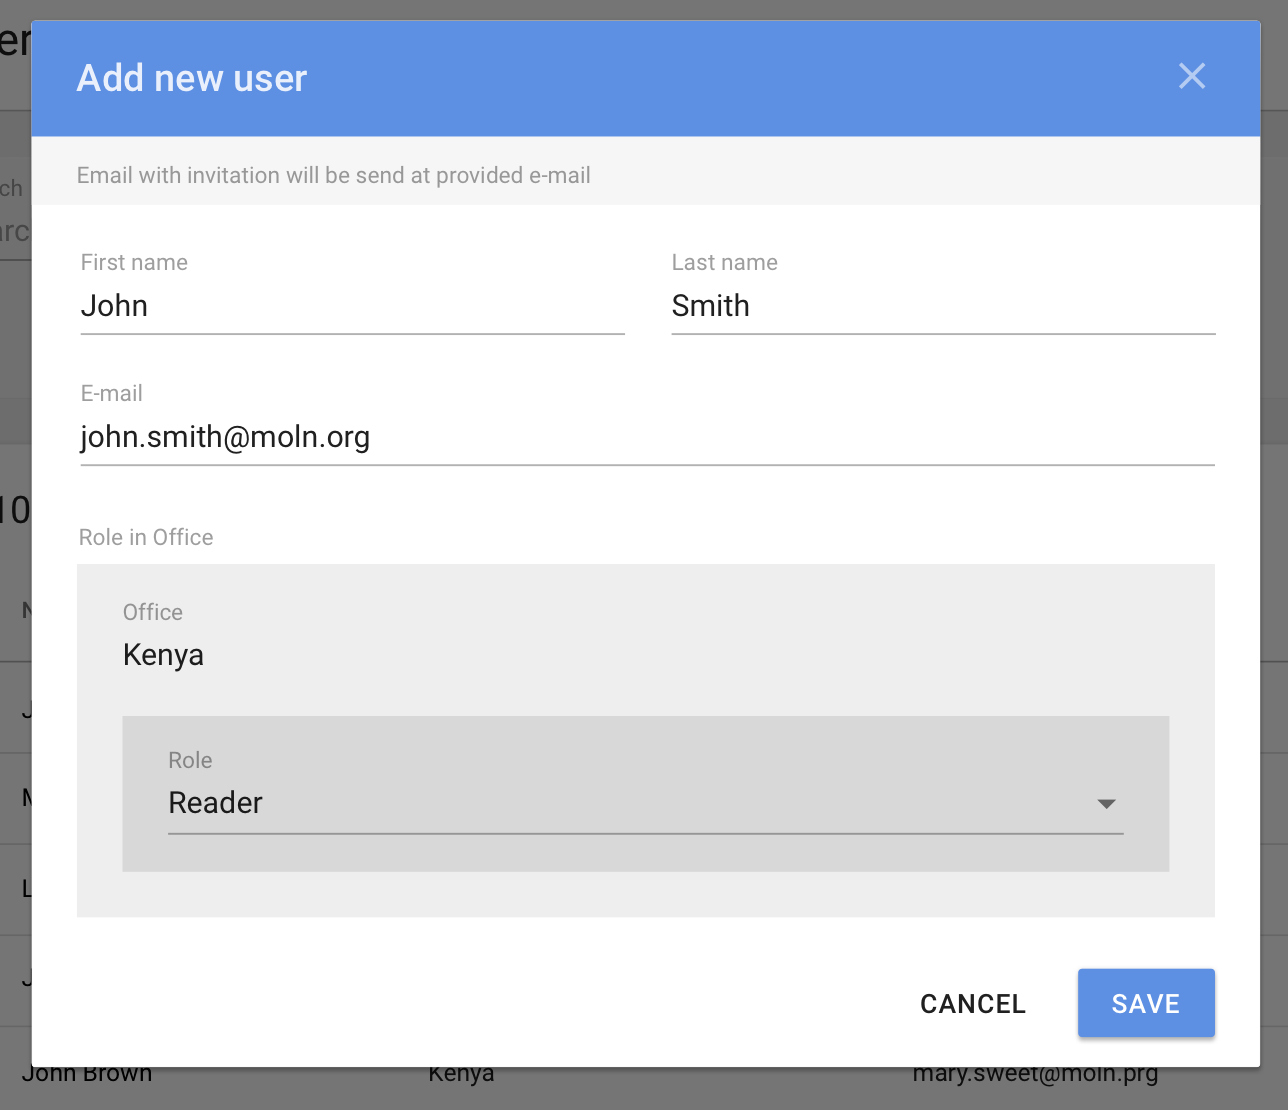 Add new user
Email with invitation will be send at provided e-mail
First name
Last name
John
Smith
E-mail
john.smith@moln.org
Role in Office
Office
Kenya
Role
Reader
CANCEL
SAVE
John Brown
Kenya
mary.sweet@moln.prg